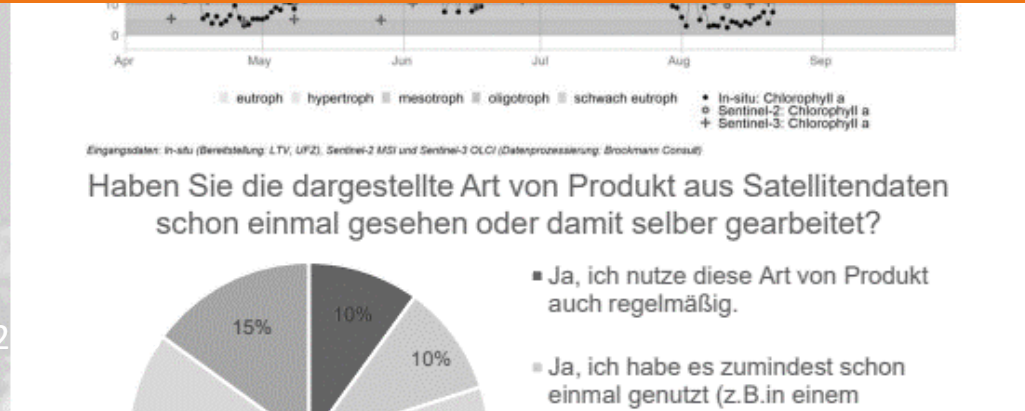 10
0
Apr May Jun Jul Aug Sep
eutroph hypertroph mesotroph oligotroph schwach eutroph
In-situ: Chlorophyll a
Sentinel-2: Chlorophyll a
Sentinel-3: Chlorophyll a
Eingangsdaten: In-situ (Bereitstellung: LTV, UFZ), Sentinel-2 MSI und Sentinel-3 OLCI (Datenprozessierung: Brockmann Consult)
Haben Sie die dargestellte Art von Produkt aus Satellitendaten
schon einmal gesehen oder damit selber gearbeitet?
15%
10%
10%
Ja, ich nutze diese Art von Produkt
auch regelmäßig.
Ja, ich habe es zumindest schon
einmal genutzt (z.B.in einem
2